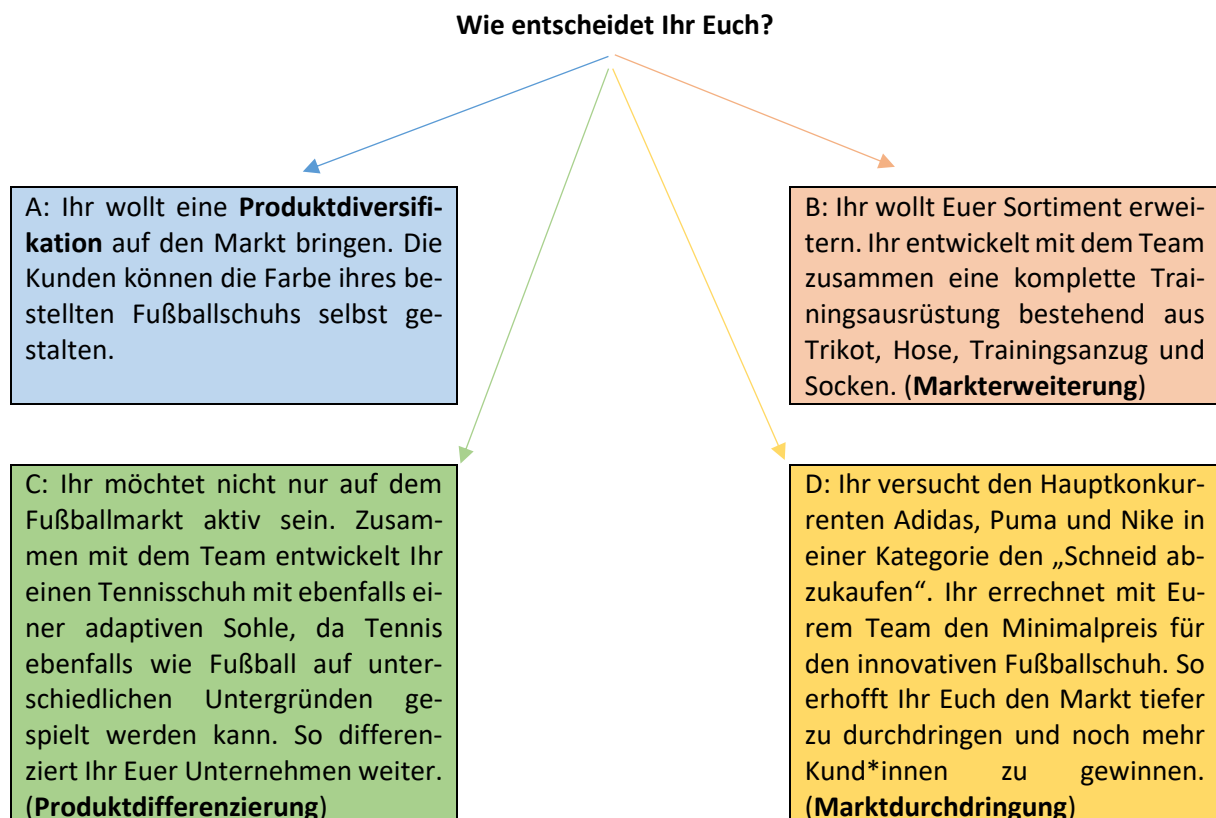 Wie entscheidet Ihr Euch?
A: Ihr wollt eine Produktdiversifi-
kation auf den Markt bringen. Die
Kunden können die Farbe ihres be-
stellten Fußballschuhs selbst ge-
stalten.
B: Ihr wollt Euer Sortiment erwei-
tern. Ihr entwickelt mit dem Team
zusammen eine komplette Trai-
ningsausrüstung bestehend aus
Trikot, Hose, Trainingsanzug und
Socken. (Markterweiterung)
C: Ihr möchtet nicht nur auf dem
Fußballmarkt aktiv sein. Zusam-
men mit dem Team entwickelt Ihr
einen Tennisschuh mit ebenfalls ei-
ner adaptiven Sohle, da Tennis
ebenfalls wie Fußball auf unter-
schiedlichen Untergründen ge-
spielt werden kann. So differen-
ziert Ihr Euer Unternehmen weiter.
(Produktdifferenzierung)
D: Ihr versucht den Hauptkonkur-
renten Adidas, Puma und Nike in
einer Kategorie den „Schneid ab-
zukaufen“. Ihr errechnet mit Eu-
rem Team den Minimalpreis für
den innovativen Fußballschuh. So
erhofft Ihr Euch den Markt tiefer
zu durchdringen und noch mehr
Kund*innen zu gewinnen.
(Marktdurchdringung)